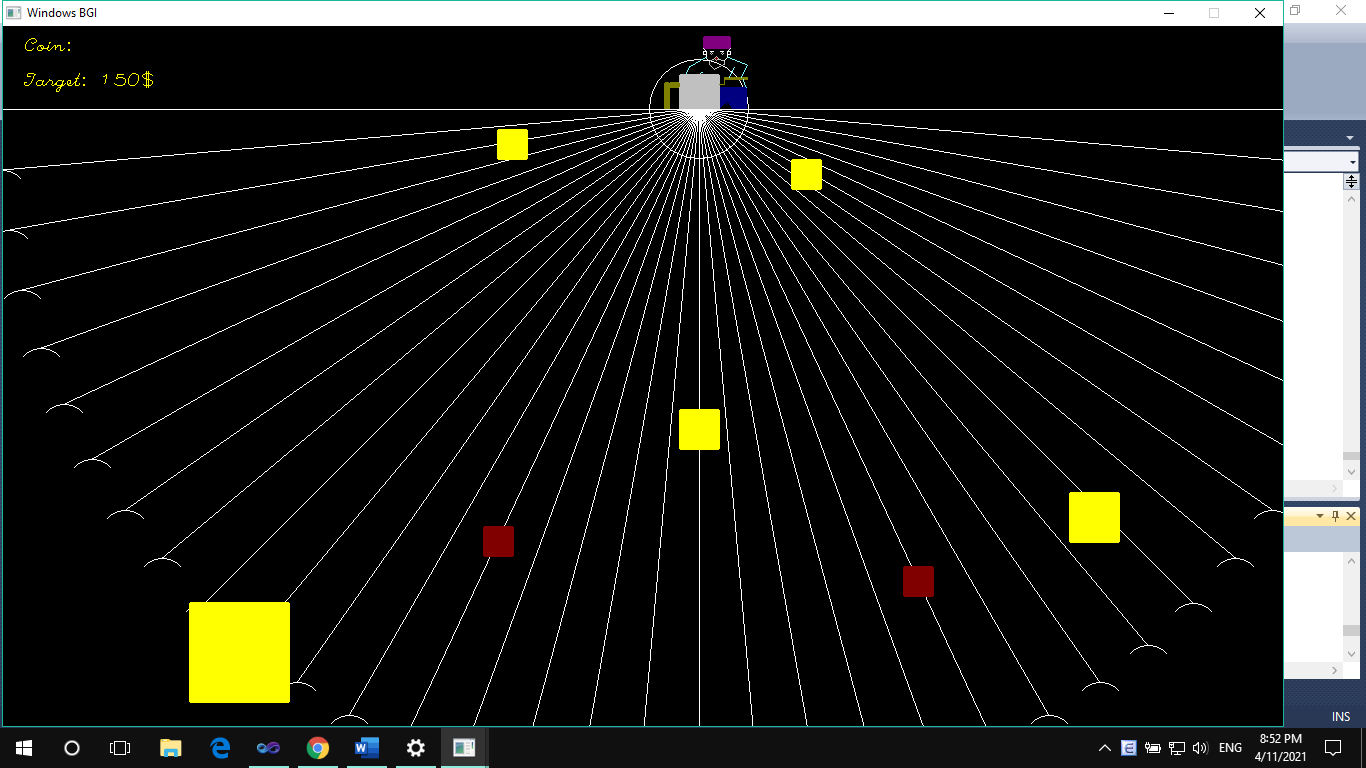 Windows BGI
Coin:
Target: 150$
INS
ENG
8:52 PM
4/11/2021